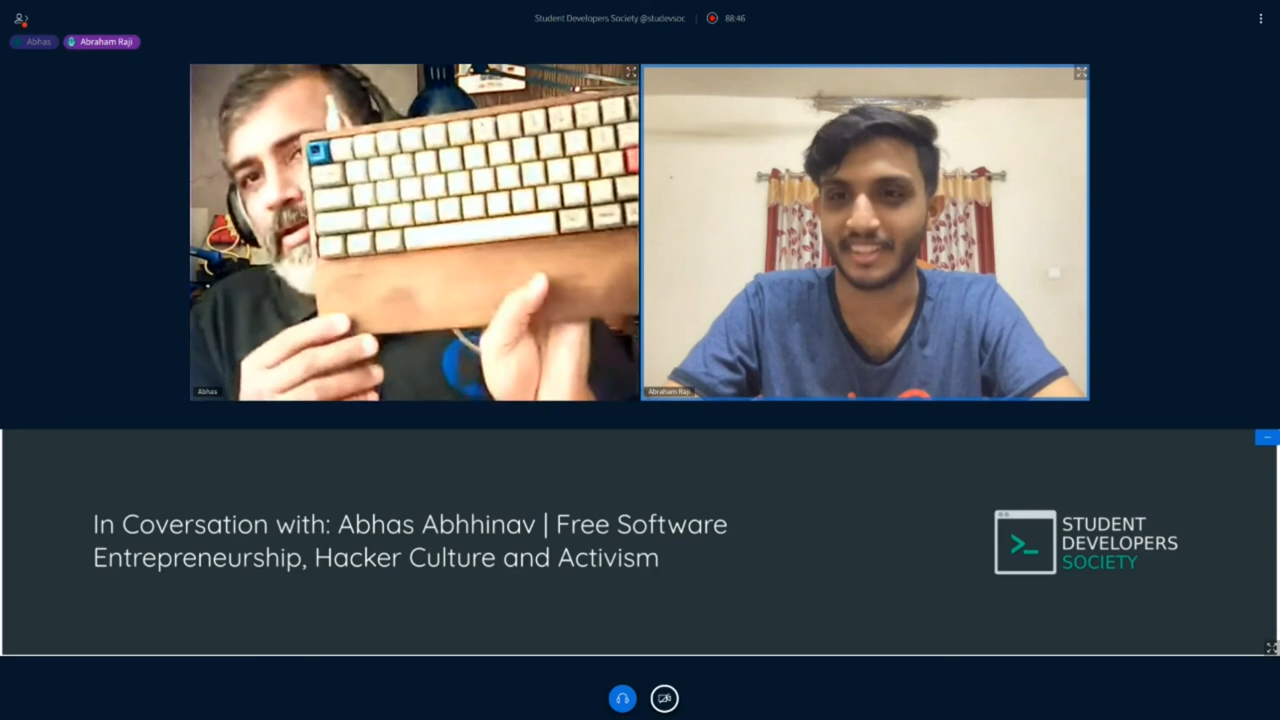 Student Developers Society @studevsoc
88:46
Abhas
Abraham Raji
Abhas
Abraham Raji
In Coversation with: Abhas Abhhinav | Free Software
Entrepreneurship, Hacker Culture and Activism
>_
STUDENT
DEVELOPERS
SOCIETY